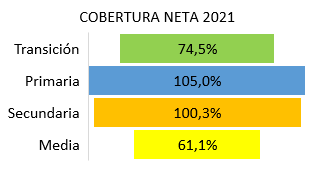 COBERTURA NETA 2021
Transición 74,5%
Primaria 105,0%
Secundaria 100,3%
Media 61,1%